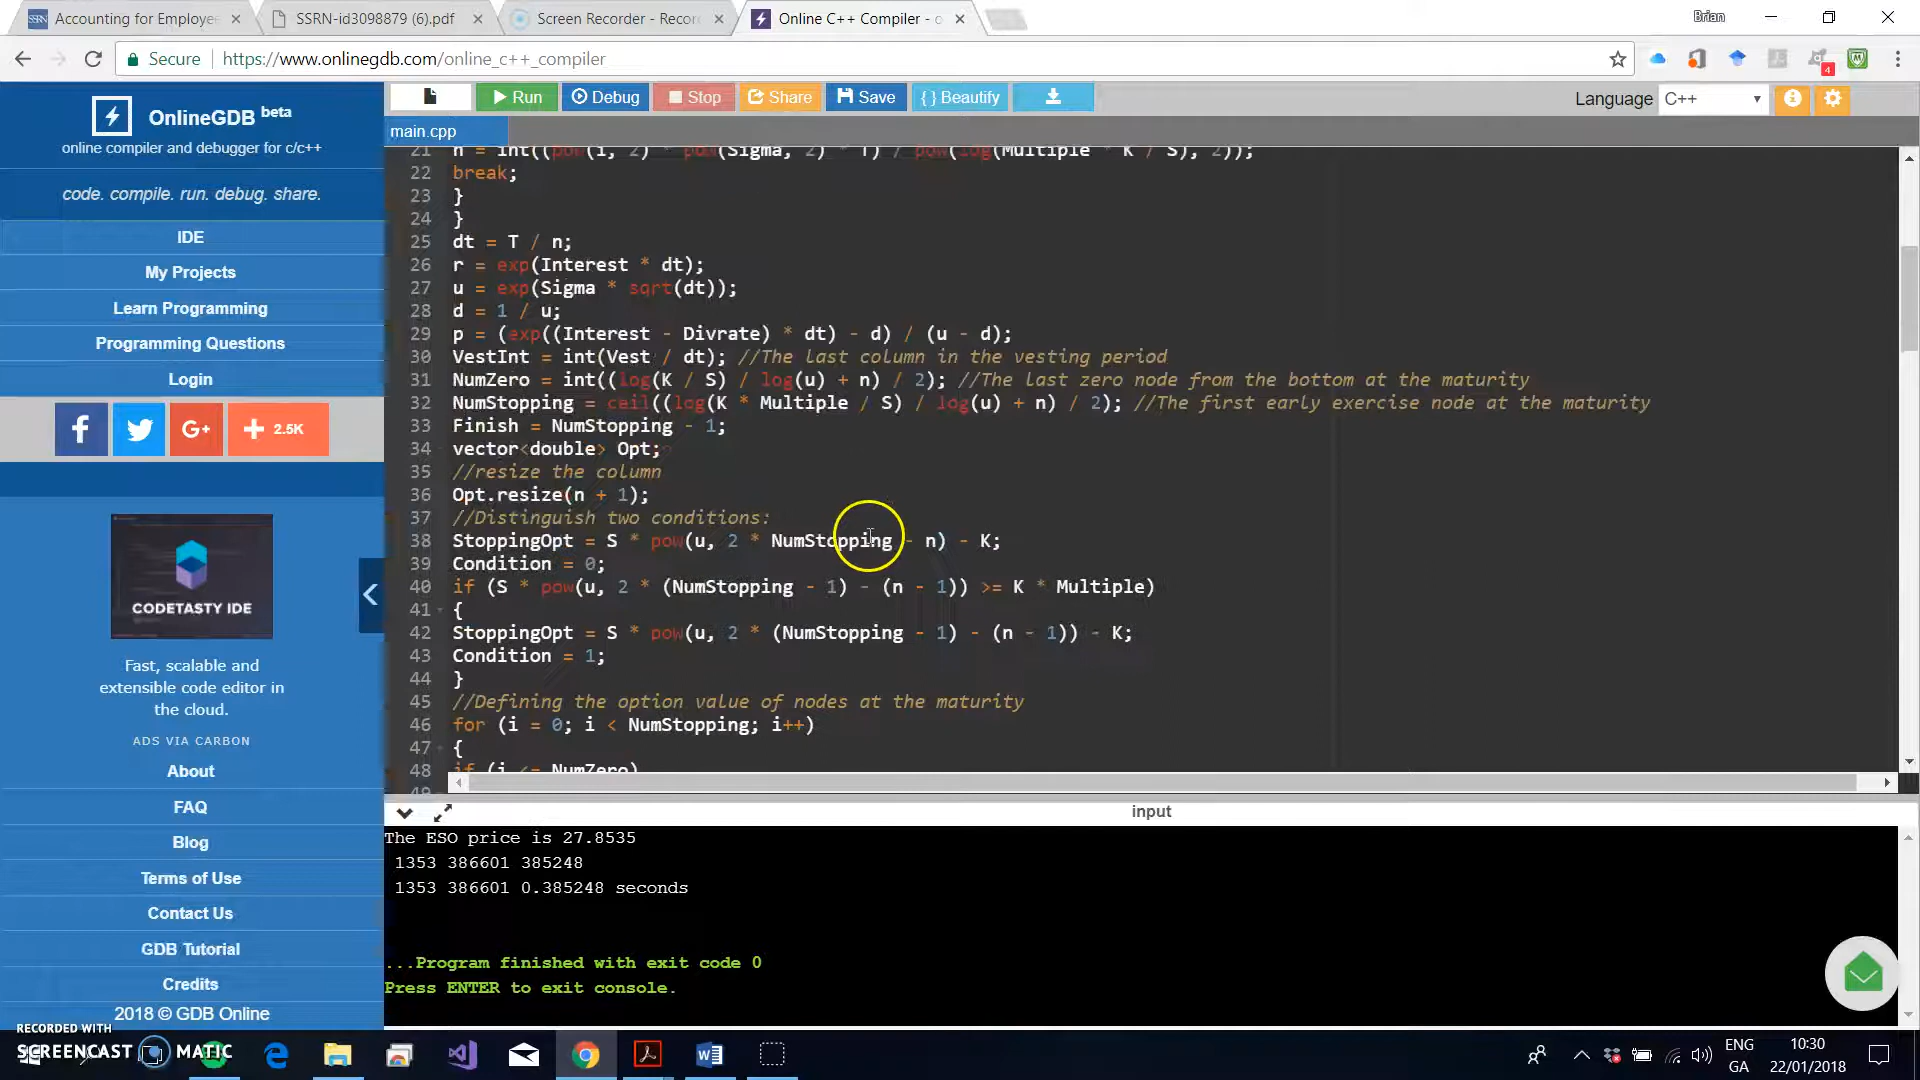 Accounting for Employe
SSRN-id3098879 (6).pdf
Screen Recorder - Recor
Online C++ Compiler - o
Brian
Secure
https://www.onlinegdb.com/online_c++_compiler
4
OnlineGDB beta
online compiler and debugger for c/c++
code. compile. run. debug. share.
IDE
My Projects
Learn Programming
Programming Questions
Login
2.5K
CODETASTY IDE
Fast, scalable and
extensible code editor in
the cloud.
ADS VIA CARBON
About
FAQ
Blog
Terms of Use
Contact Us
GDB Tutorial
Credits
2018 © GDB Online
Run
Debug
Stop
Share
Save
{ } Beautify
Language
C++
main.cpp
21 n = int((pow(i, 2) * pow(Sigma, 2) * T) / pow(log(Multiple * K / S), 2));
22 break;
23 }
24 }
25 dt = T / n;
26 r = exp(Interest * dt);
27 u = exp(Sigma * sqrt(dt));
28 d = 1 / u;
29 p = (exp((Interest - Divrate) * dt) - d) / (u - d);
30 VestInt = int(Vest / dt); //The last column in the vesting period
31 NumZero = int((log(K / S) / log(u) + n) / 2); //The last zero node from the bottom at the maturity
32 NumStopping = ceil((log(K * Multiple / S) / log(u) + n) / 2); //The first early exercise node at the maturity
33 Finish = NumStopping - 1;
34 vector<double> Opt;
35 //resize the column
36 Opt.resize(n + 1);
37 //Distinguish two conditions:
38 StoppingOpt = S * pow(u, 2 * NumStopping - n) - K;
39 Condition = 0;
40 if (S * pow(u, 2 * (NumStopping - 1) - (n - 1)) >= K * Multiple)
41 {
42 StoppingOpt = S * pow(u, 2 * (NumStopping - 1) - (n - 1)) - K;
43 Condition = 1;
44 }
45 //Defining the option value of nodes at the maturity
46 for (i = 0; i < NumStopping; i++)
47 {
48 if (i <= NumZero)
49
input
The ESO price is 27.8535
1353 386601 385248
1353 386601 0.385248 seconds
...Program finished with exit code 0
Press ENTER to exit console.
RECORDED WITH
SCREENCAST MATIC
ENG
GA
10:30
22/01/2018